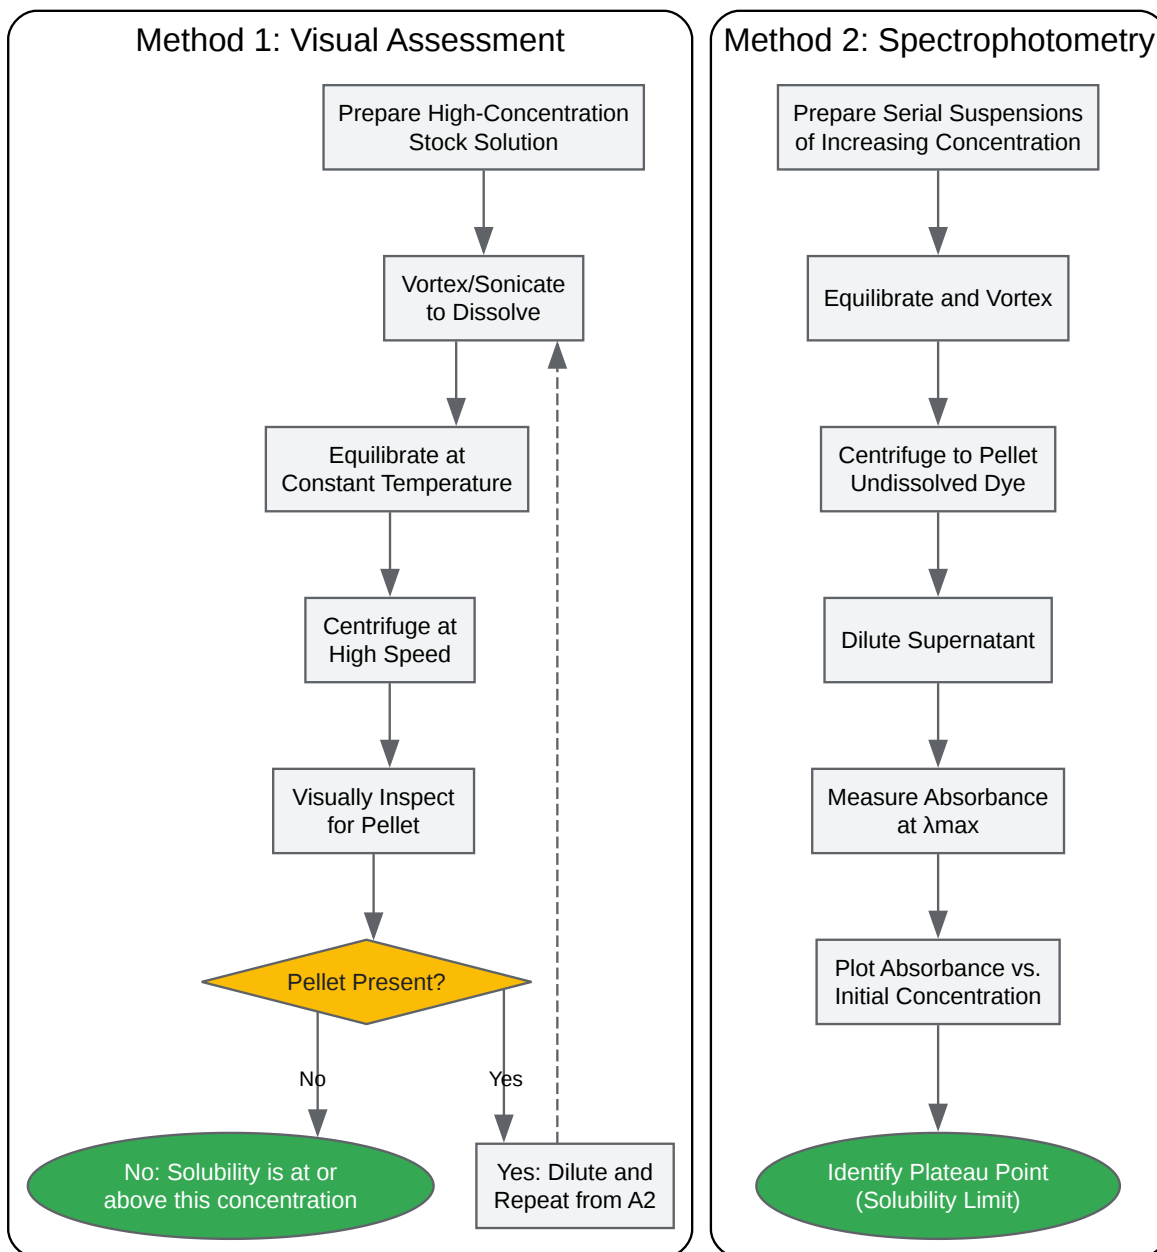 Method 1: Visual Assessment
Prepare High-Concentration
Stock Solution
Vortex/Sonicate
to Dissolve
Equilibrate at
Constant Temperature
Centrifuge at
High Speed
Visually Inspect
for Pellet
Pellet Present?
No
Yes
No: Solubility is at or
above this concentration
Yes: Dilute and
Repeat from A2
Method 2: Spectrophotometry
Prepare Serial Suspensions
of Increasing Concentration
Equilibrate and Vortex
Centrifuge to Pellet
Undissolved Dye
Dilute Supernatant
Measure Absorbance
at λmax
Plot Absorbance vs.
Initial Concentration
Identify Plateau Point
(Solubility Limit)